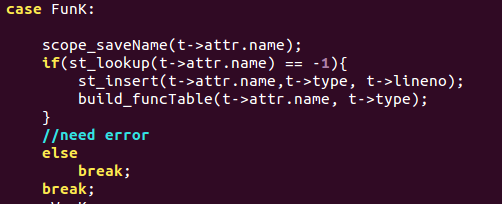 case FunK:
scope_saveName(t->attr.name);
if(st_lookup(t->attr.name) == -1){
st_insert(t->attr.name,t->type, t->lineno);
build_funcTable(t->attr.name, t->type);
}
//need error
else
break;
break;